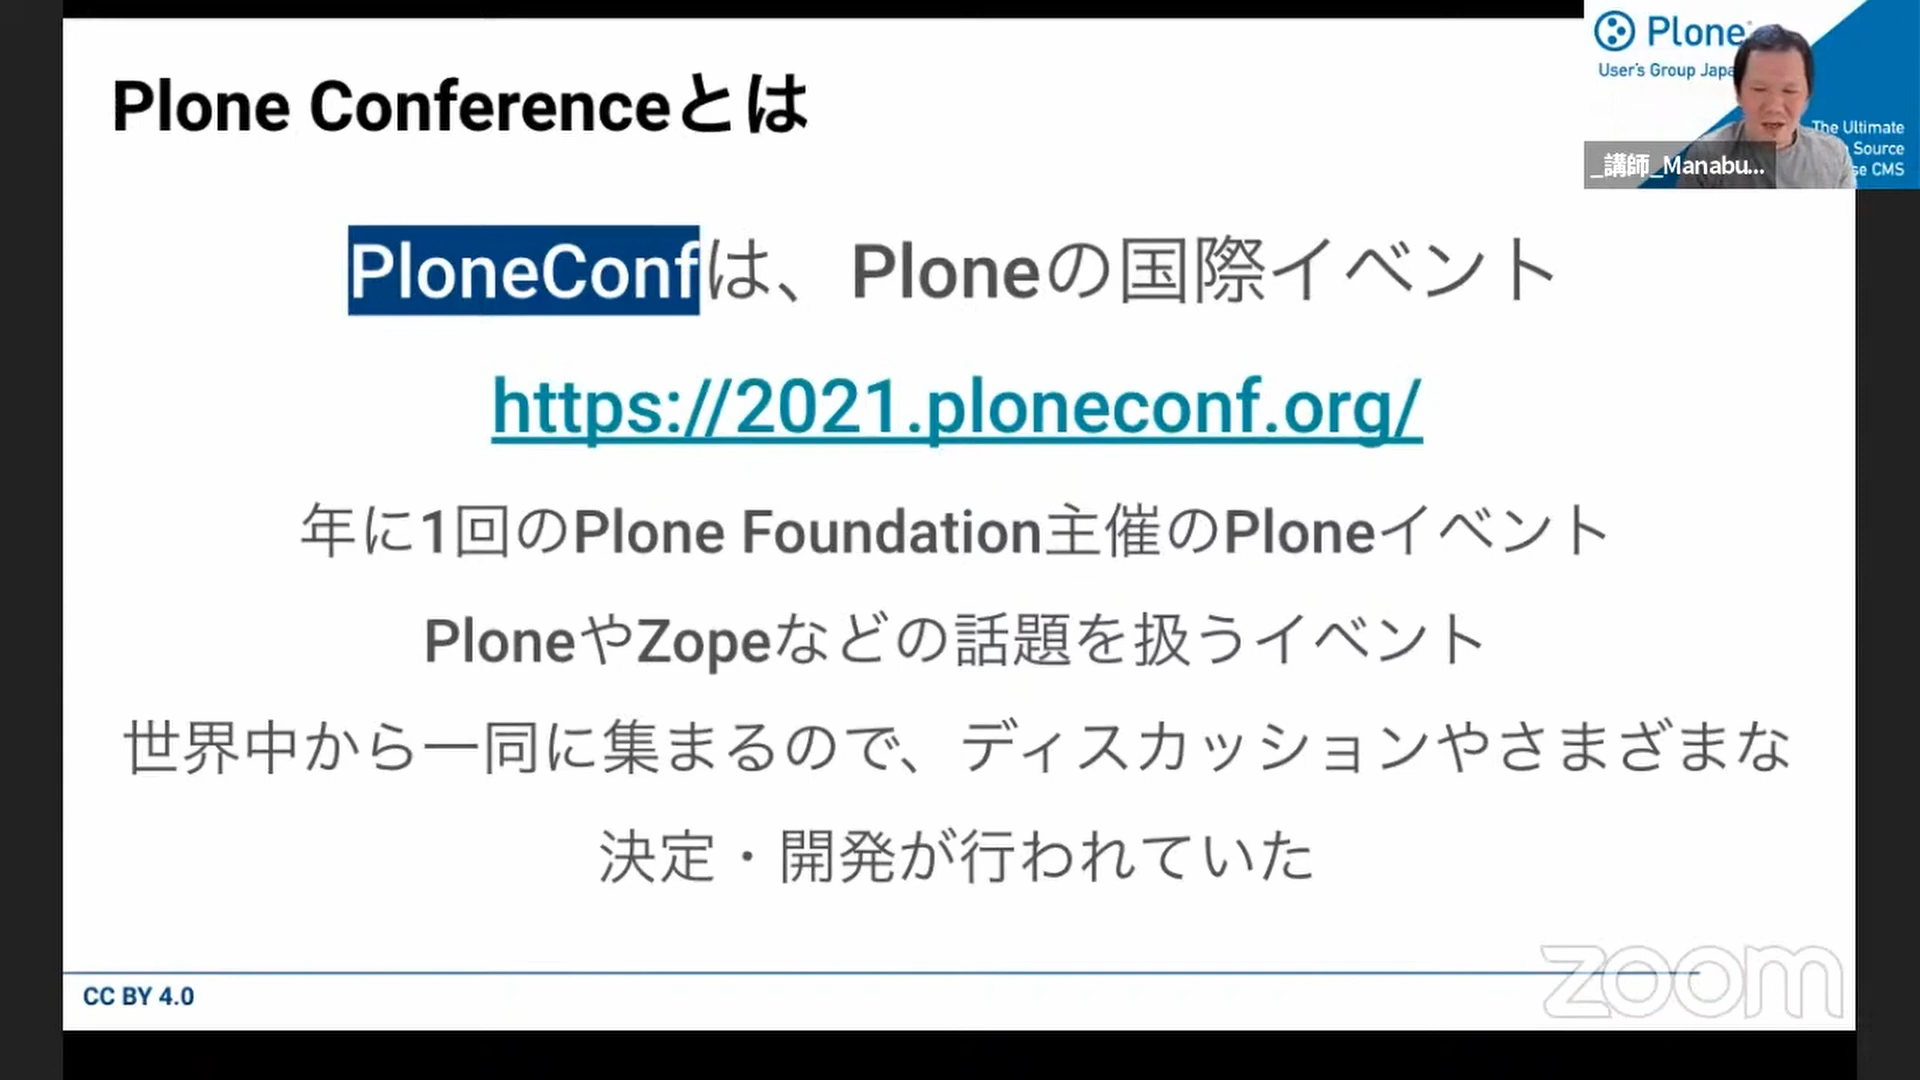 Plone Conferenceとは
PloneConfは、Ploneの国際イベント
https://2021.ploneconf.org/
年に1回のPlone Foundation主催のPloneイベント
PloneやZopeなどの話題を扱うイベント
世界中から一同に集まるので、ディスカッションやさまざまな
決定・開発が行われていた
CC BY 4.0
zoom
Plone
User's Group Japa
The Ultimate
Source
se CMS
_講師_Manabu...